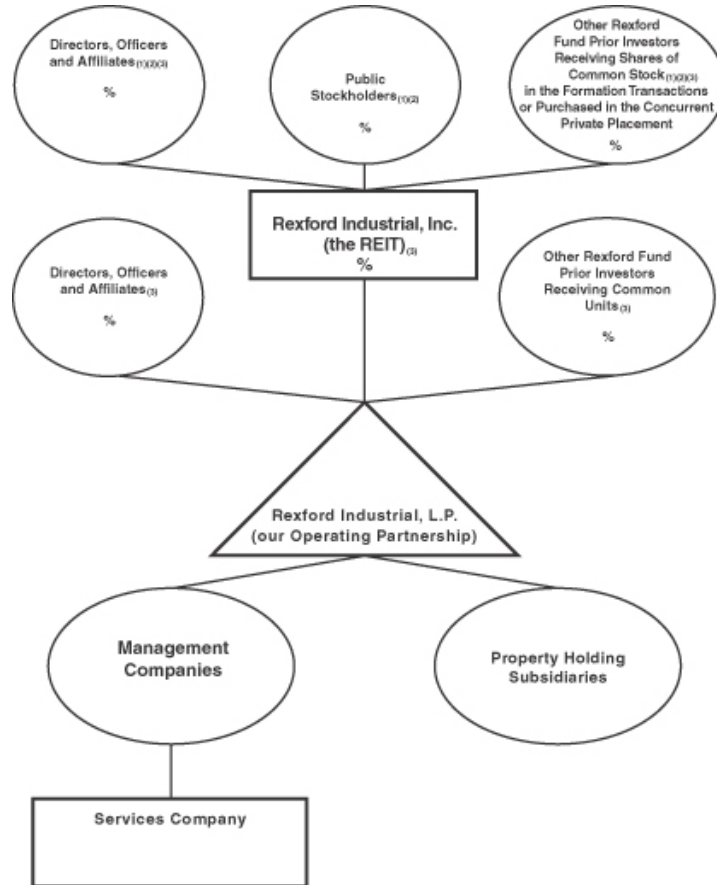 Directors, Officers
and Affiliates(1)(2)(3)
%
Public
Stockholders(1)(2)
%
Other Rexford
Fund Prior Investors
Receiving Shares of
Common Stock(1)(2)(3)
in the Formation Transactions
or Purchased in the Concurrent
Private Placement
%
Rexford Industrial, Inc.
(the REIT)(3)
%
Directors, Officers
and Affiliates(3)
%
Other Rexford Fund
Prior Investors
Receiving Common
Units(3)
%
Rexford Industrial, L.P.
(our Operating Partnership)
Management
Companies
Property Holding
Subsidiaries
Services Company